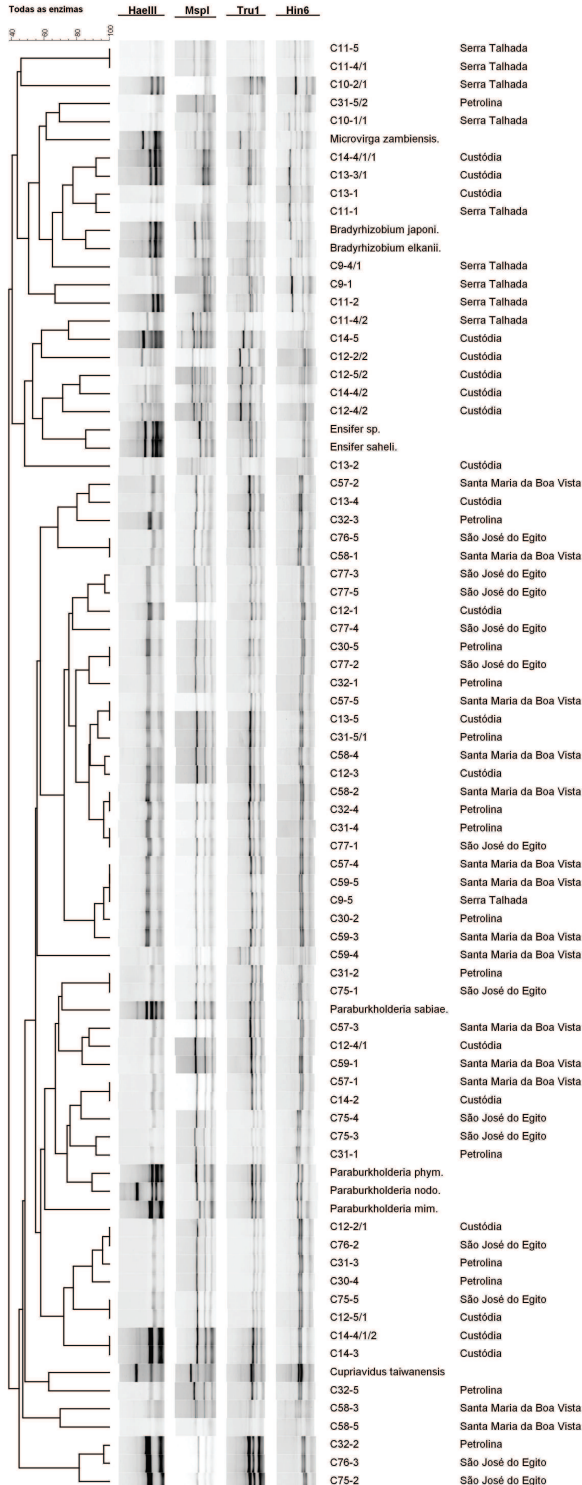 Todas as enzimas HaeIII MspI Tru1 Hin6
40 60 80 100
C11-5 Serra Talhada
C11-4/1 Serra Talhada
C10-2/1 Serra Talhada
C31-5/2 Petrolina
C10-1/1 Serra Talhada
Microvirga zambiensis.
C14-4/1/1 Custódia
C13-3/1 Custódia
C13-1 Custódia
C11-1 Serra Talhada
Bradyrhizobium japoni.
Bradyrhizobium elkanii.
C9-4/1 Serra Talhada
C9-1 Serra Talhada
C11-2 Serra Talhada
C11-4/2 Serra Talhada
C14-5 Custódia
C12-2/2 Custódia
C12-5/2 Custódia
C14-4/2 Custódia
C12-4/2 Custódia
Ensifer sp.
Ensifer saheli.
C13-2 Custódia
C57-2 Santa Maria da Boa Vista
C13-4 Custódia
C32-3 Petrolina
C76-5 São José do Egito
C58-1 Santa Maria da Boa Vista
C77-3 São José do Egito
C77-5 São José do Egito
C12-1 Custódia
C77-4 São José do Egito
C30-5 Petrolina
C77-2 São José do Egito
C32-1 Petrolina
C57-5 Santa Maria da Boa Vista
C13-5 Custódia
C31-5/1 Petrolina
C58-4 Santa Maria da Boa Vista
C12-3 Custódia
C58-2 Santa Maria da Boa Vista
C32-4 Petrolina
C31-4 Petrolina
C77-1 São José do Egito
C57-4 Santa Maria da Boa Vista
C59-5 Santa Maria da Boa Vista
C9-5 Serra Talhada
C30-2 Petrolina
C59-3 Santa Maria da Boa Vista
C59-4 Santa Maria da Boa Vista
C31-2 Petrolina
C75-1 São José do Egito
Paraburkholderia sabiae.
C57-3 Santa Maria da Boa Vista
C12-4/1 Custódia
C59-1 Santa Maria da Boa Vista
C57-1 Santa Maria da Boa Vista
C14-2 Custódia
C75-4 São José do Egito
C75-3 São José do Egito
C31-1 Petrolina
Paraburkholderia phym.
Paraburkholderia nodo.
Paraburkholderia mim.
C12-2/1 Custódia
C76-2 São José do Egito
C31-3 Petrolina
C30-4 Petrolina
C75-5 São José do Egito
C12-5/1 Custódia
C14-4/1/2 Custódia
C14-3 Custódia
Cupriavidus taiwanensis
C32-5 Petrolina
C58-3 Santa Maria da Boa Vista
C58-5 Santa Maria da Boa Vista
C32-2 Petrolina
C76-3 São José do Egito
C75-2 São José do Egito